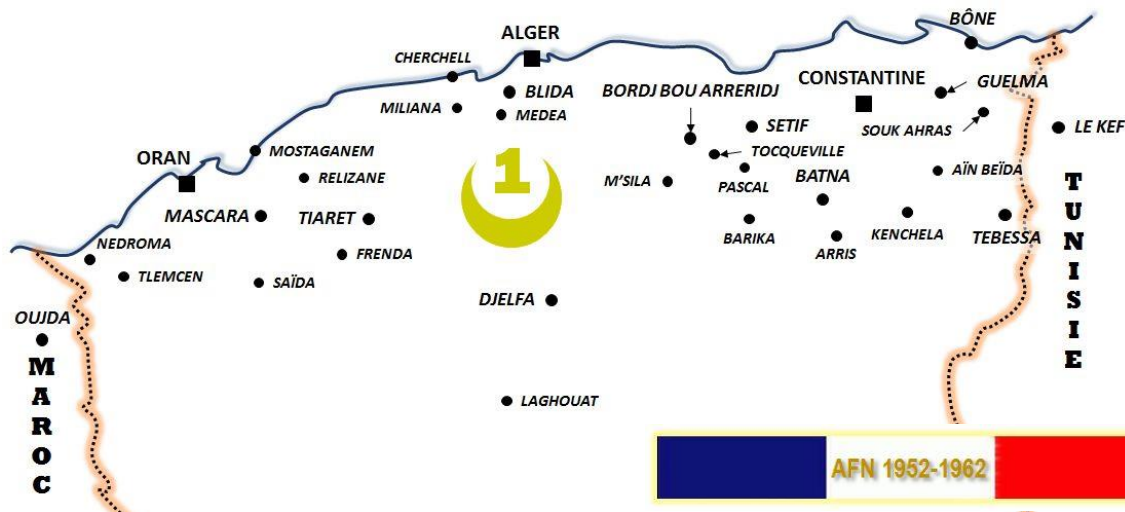 BÔNE
ALGER
CHERCHELL
CONSTANTINE
GUELMA
BLIDA
BORDJ BOU ARRERIDJ
MILIANA
MEDEA
SETIF
SOUK AHRAS
LE KEF
MOSTAGANEM
TOCQUEVILLE
ORAN
1
RELIZANE
M'SILA
PASCAL
BATNA
AÏN BEÏDA
MASCARA
TIARET
BARIKA
KENCHELA
TEBESSA
NEDROMA
FRENDA
ARRIS
TLEMCEN
SAÏDA
TUNISIE
DJELFA
OUJDA
MAROC
LAGHOUAT
AFN 1952-1962